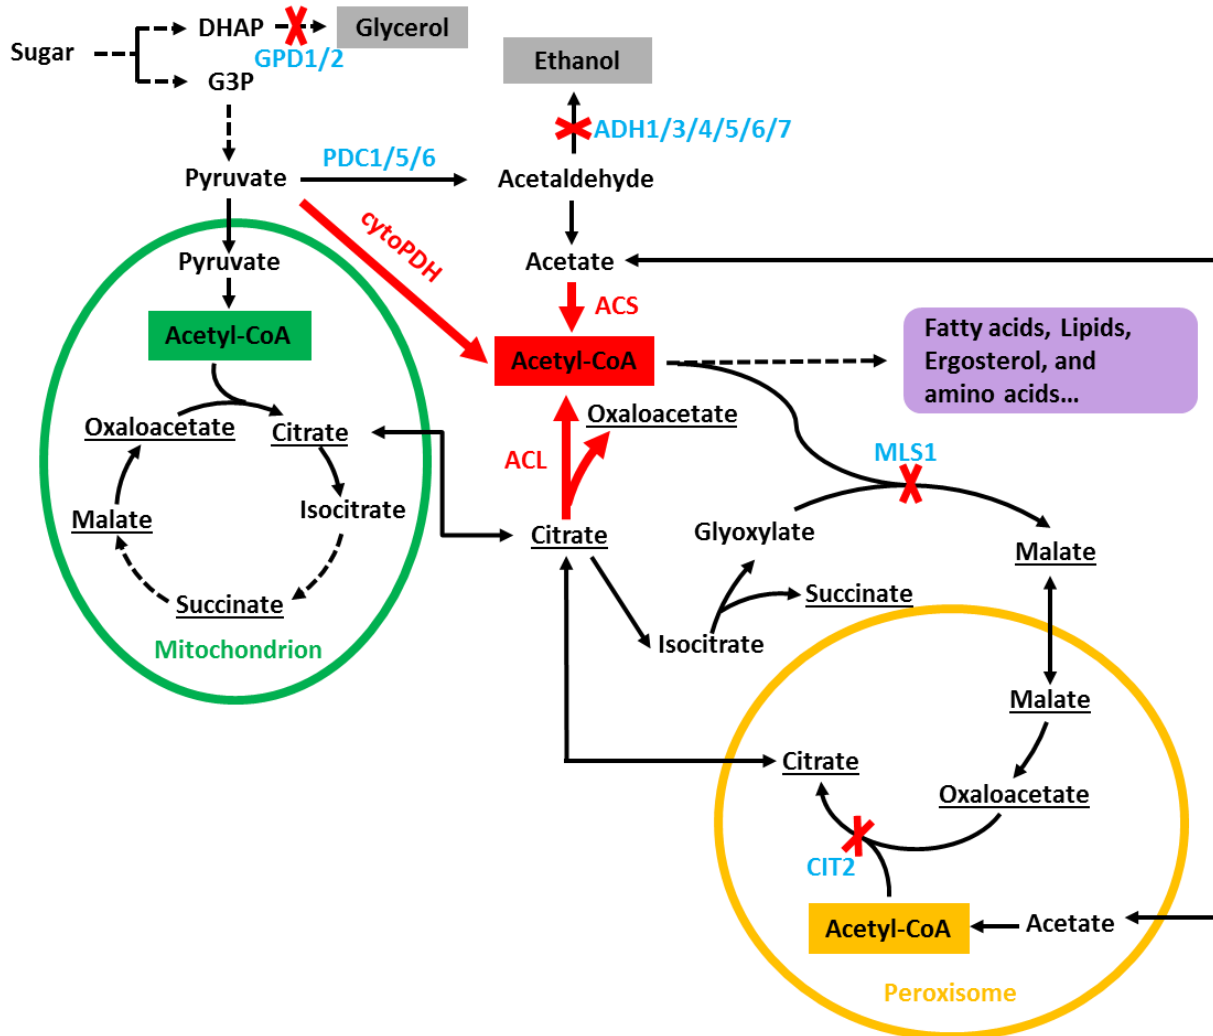 DHAP
Glycerol
Sugar
GPD1/2
G3P
Ethanol
ADH1/3/4/5/6/7
PDC1/5/6
Pyruvate
Acetaldehyde
cytoPDH
Pyruvate
Acetate
ACS
Acetyl-CoA
Acetyl-CoA
Fatty acids, Lipids,
Ergosterol, and
amino acids...
Oxaloacetate
Oxaloacetate
Citrate
ACL
MLS1
Isocitrate
Malate
Citrate
Glyoxylate
Malate
Succinate
Succinate
Isocitrate
Mitochondrion
Malate
Citrate
Oxaloacetate
CIT2
Acetyl-CoA
Acetate
Peroxisome